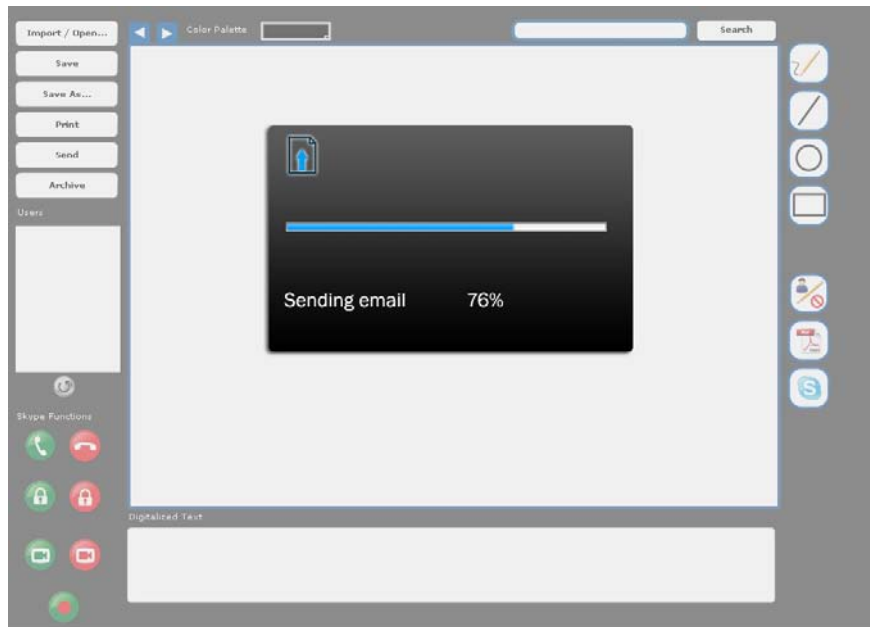 Import / Open...
Color Palette
Search
Save
Save As...
Print
Send
Archive
Users
Sending email 76%
Skype Functions
Digitalized Text